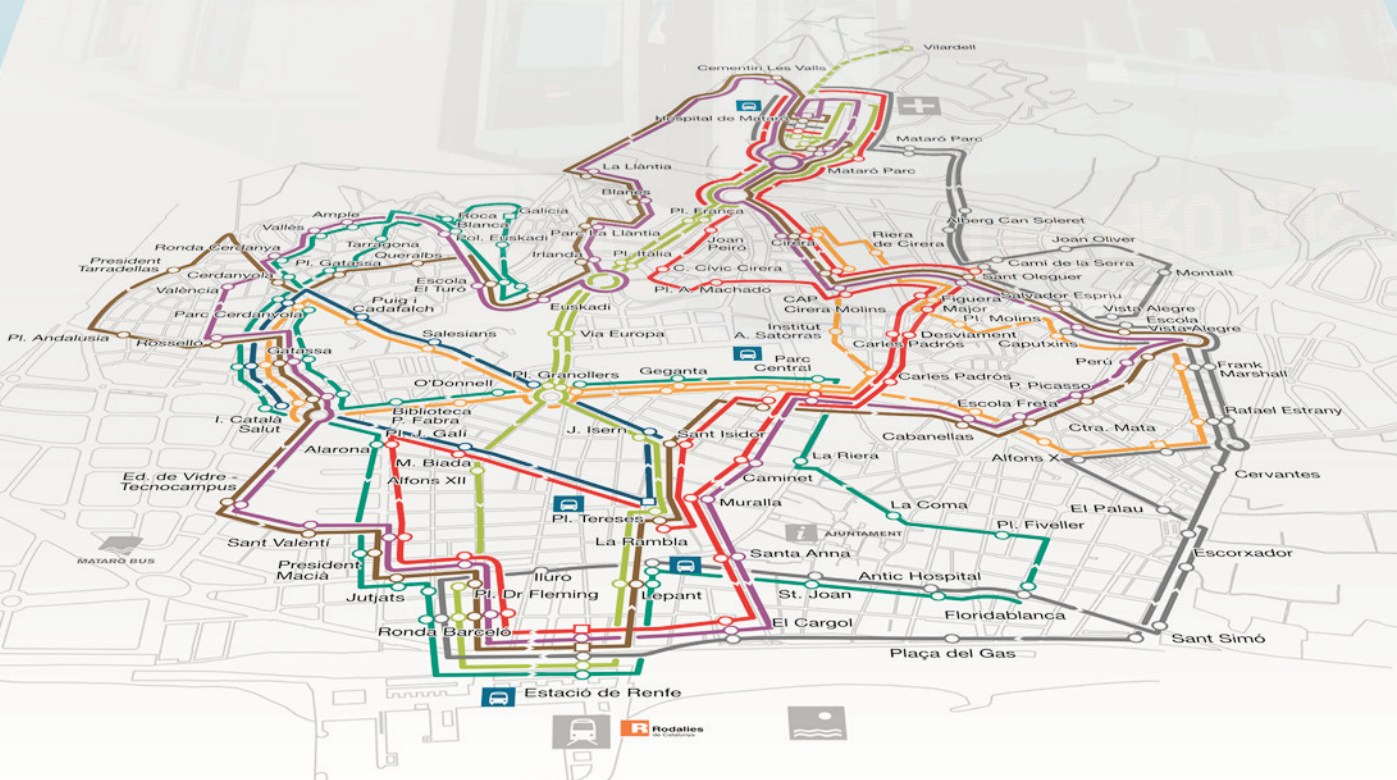 Vilardell
Cementiri Les Valls
Hospital de Mataró
Mataró Parc
Mataró Parc
La Llàntia
Blanes
Pl. França
Galícia
Roca
Blanca
Ample
Vallès
Pol. Euskadi
Parc La Llàntia
Joan
Peiró
Cirera
Riera
de Cirera
Alberg Can Soleret
Joan Oliver
Tarragona
Ronda Cerdanya
Queralbs
Irlanda
Pl. Itàlia
Camí de la Serra
President
Tarradellas
Pl. Gatassa
C. Cívic Cirera
Montalt
Cerdanyola
Sant Oleguer
Escola
El Turó
València
Pl. A. Machado
Salvador Espriu
Figuera
Major
Puig i
Cadafalch
Euskadi
CAP
Cirera Molins
Vista Alegre
Parc Cerdanyola
Pl. Molins
Escola
Vista Alegre
Salesians
Via Europa
Institut
A. Satorras
Desviament
Pl. Andalusia
Rosselló
Carles Padrós
Caputxins
Gatassa
Parc
Central
Perú
Frank
Marshall
Pl. Granollers
Geganta
O'Donnell
Carles Padrós
P. Picasso
Escola Freta
Rafael Estrany
I. Català
Salut
Biblioteca
P. Fabra
Ctra. Mata
J. Isern
Sant Isidor
Cabanellas
Pl. J. Galí
Alarona
La Riera
Alfons X
M. Biada
Cervantes
Alfons XII
Caminet
Ed. de Vidre -
Tecnocampus
Muralla
La Coma
El Palau
Pl. Tereses
Pl. Fiveller
AJUNTAMENT
La Rambla
Sant Valentí
Santa Anna
Escorxador
MATARÓ BUS
President
Macià
Iluro
Antic Hospital
Jutjats
Pl. Dr Fleming
Lepant
St. Joan
Floridablanca
El Cargol
Ronda Barceló
Sant Simó
Plaça del Gas
Estació de Renfe
R Rodalies
de Catalunya